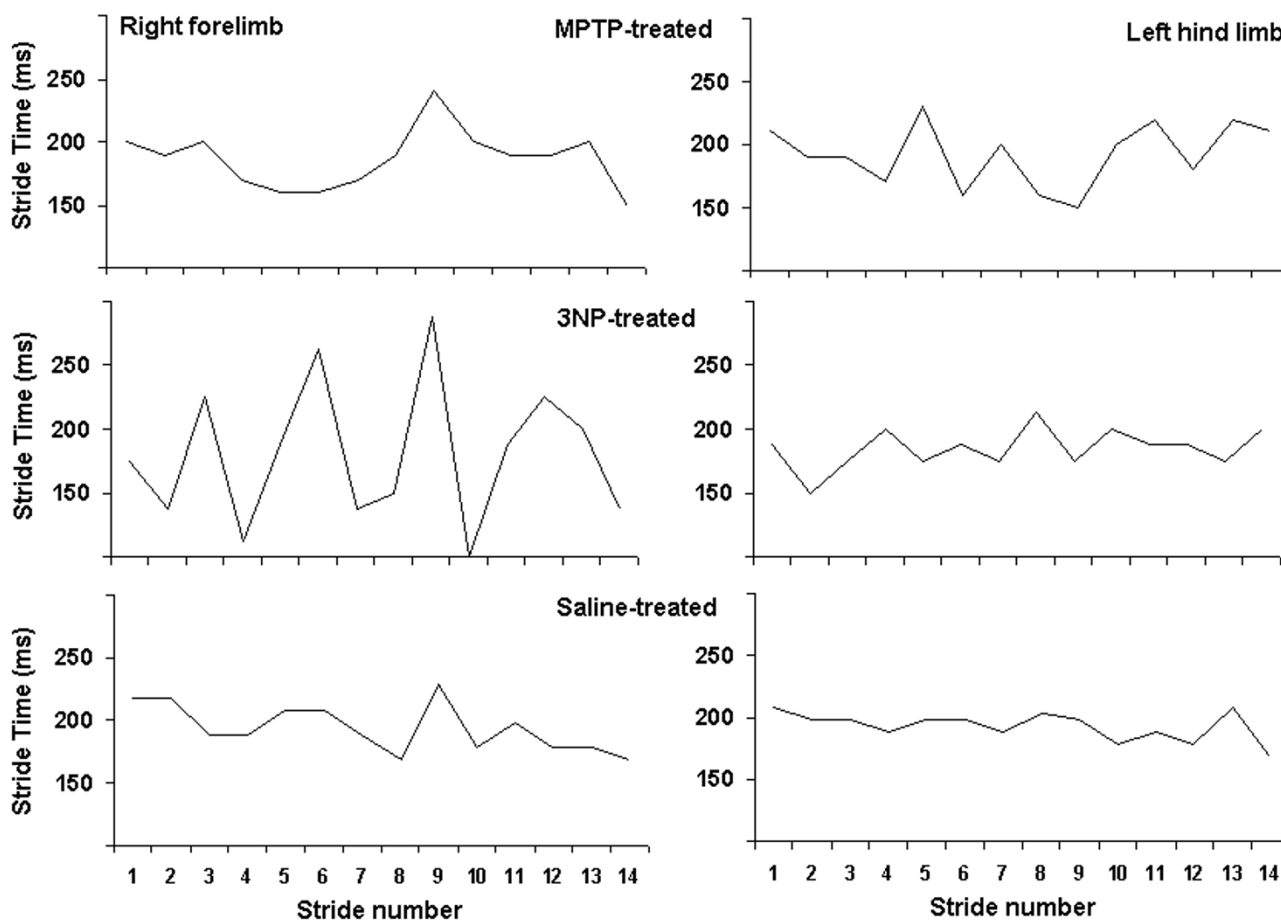 Right forelimb
MPTP-treated
Left hind limb
Stride Time (ms)
250
200
150
250
200
150
3NP-treated
Stride Time (ms)
250
200
150
250
200
150
Saline-treated
Stride Time (ms)
250
200
150
250
200
150
1 2 3 4 5 6 7 8 9 10 11 12 13 14
1 2 3 4 5 6 7 8 9 10 11 12 13 14
Stride number
Stride number